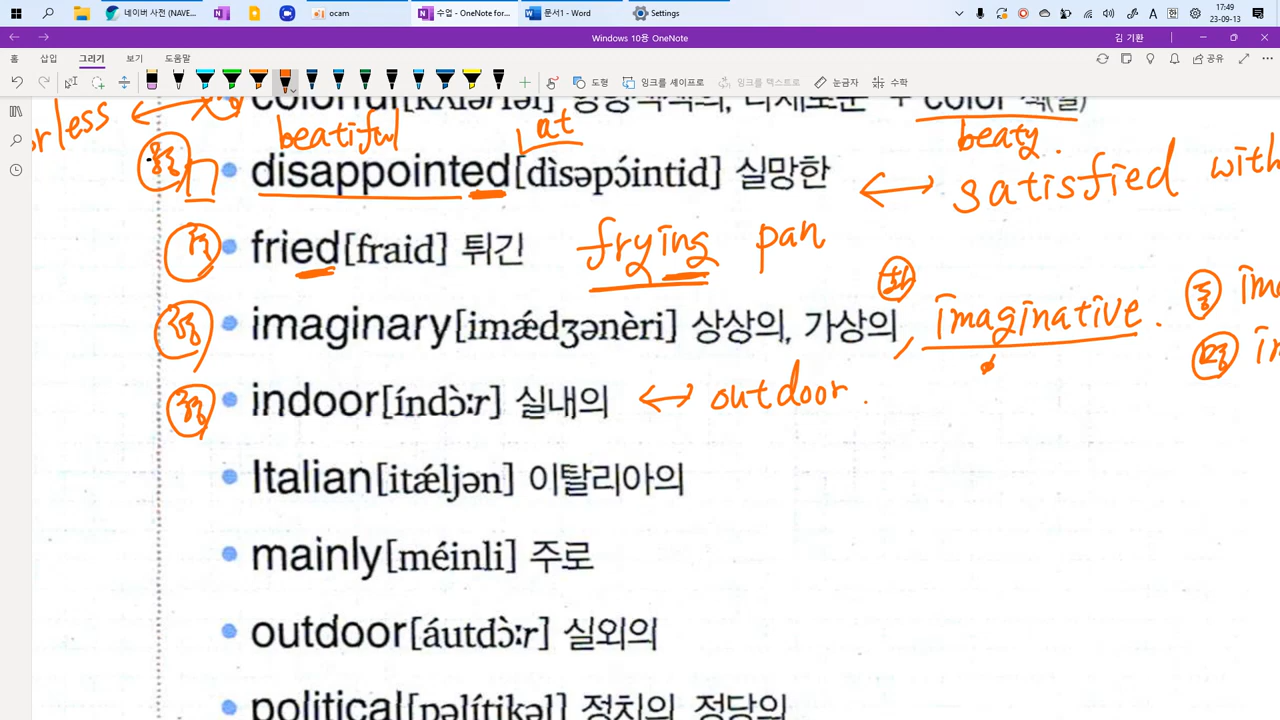 네이버 사전 (NAVE...
ocam
수업 - OneNote for...
문서1 - Word
Settings
17:49
23-09-13
Windows 10용 OneNote
김 기환
홈 삽입 그리기 보기 도움말
공유
도형
잉크를 셰이프로
잉크를 텍스트로
눈금자
수학
colorful
color
beatiful
at
beaty.
disappointed[dìsəpɔ́intid] 실망한 ↔ satisfied with
fried[fraid] 튀긴 frying pan
imaginary[imǽdʒənèri] 상상의, 가상의, imaginative.
indoor[índɔ̀ːr] 실내의 ↔ outdoor.
Italian[itǽljən] 이탈리아의
mainly[méinli] 주로
outdoor[áutdɔ̀ːr] 실외의
political[pəlítikəl] 정치의, 정당의